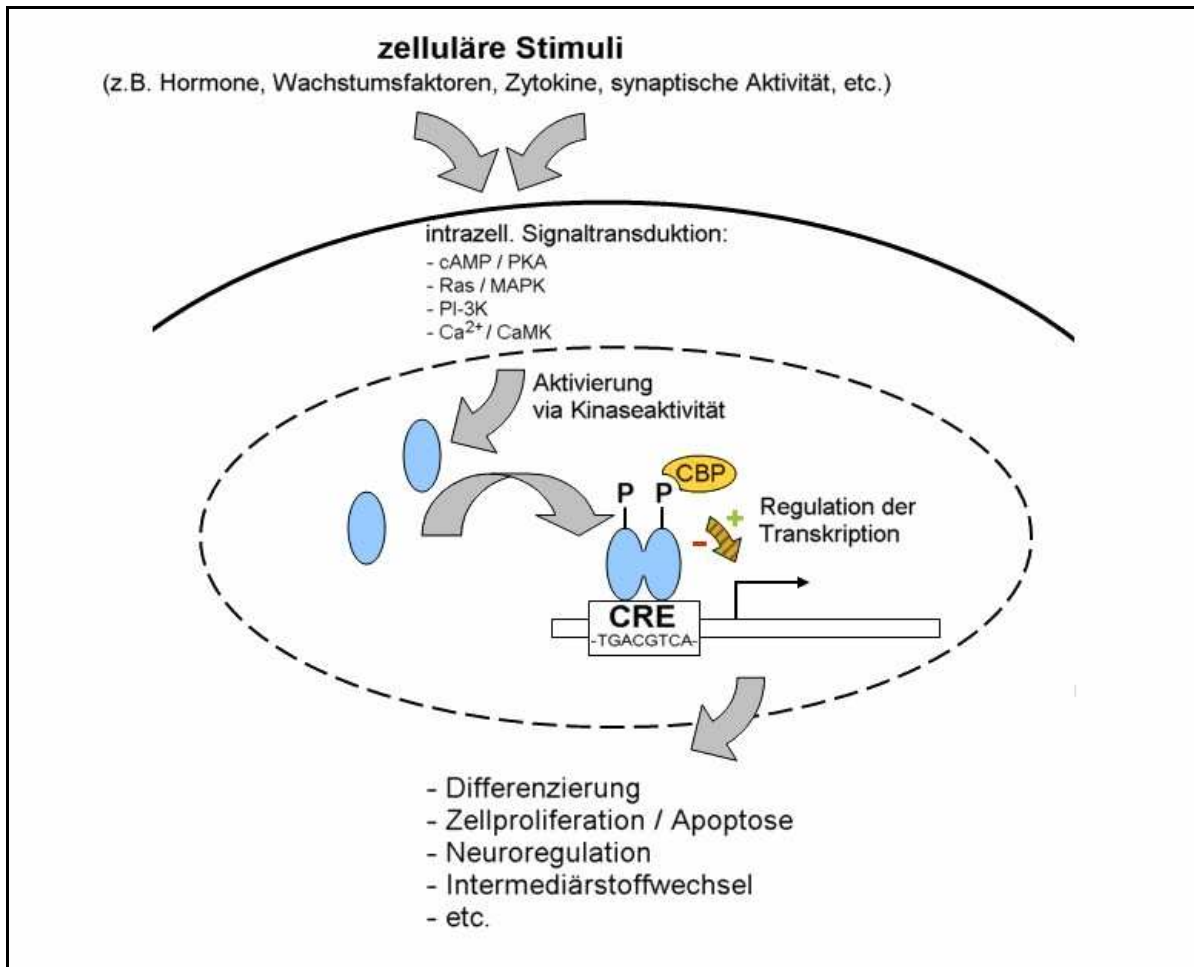 zelluläre Stimuli
(z.B. Hormone, Wachstumsfaktoren, Zytokine, synaptische Aktivität, etc.)
intrazell. Signaltransduktion:
- cAMP / PKA
- Ras / MAPK
- PI-3K
- Ca²⁺ / CaMK
Aktivierung
via Kinaseaktivität
CBP
P P
+
-
Regulation der
Transkription
CRE
-TGACGTCA-
- Differenzierung
- Zellproliferation / Apoptose
- Neuroregulation
- Intermediärstoffwechsel
- etc.